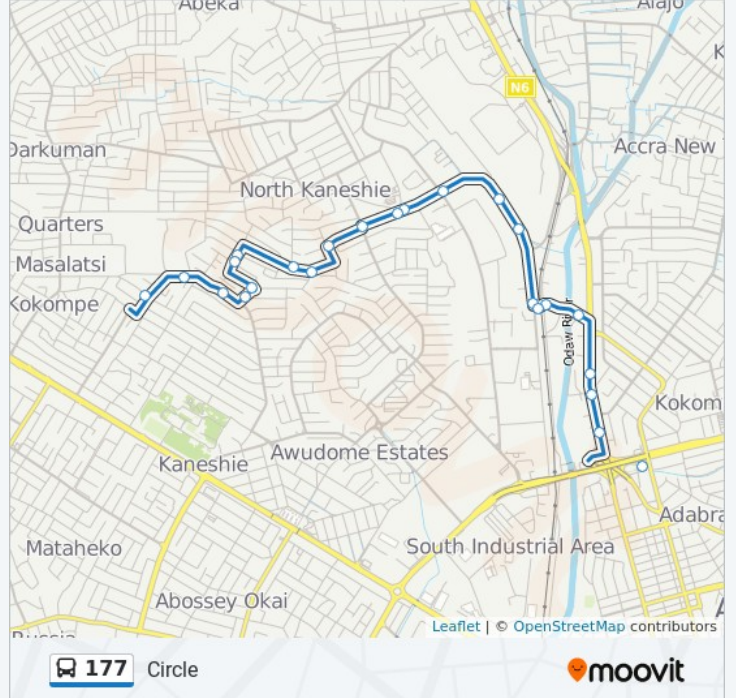 Abeka
Alajo
N6
Accra New
Darkuman
North Kaneshie
Quarters
Masalatsi
Kokompe
Odaw River
Kokom
Awudome Estates
Kaneshie
Adabra
South Industrial Area
Mataheko
Abossey Okai
Russia
Leaflet | © OpenStreetMap contributors
177 Circle
moovit